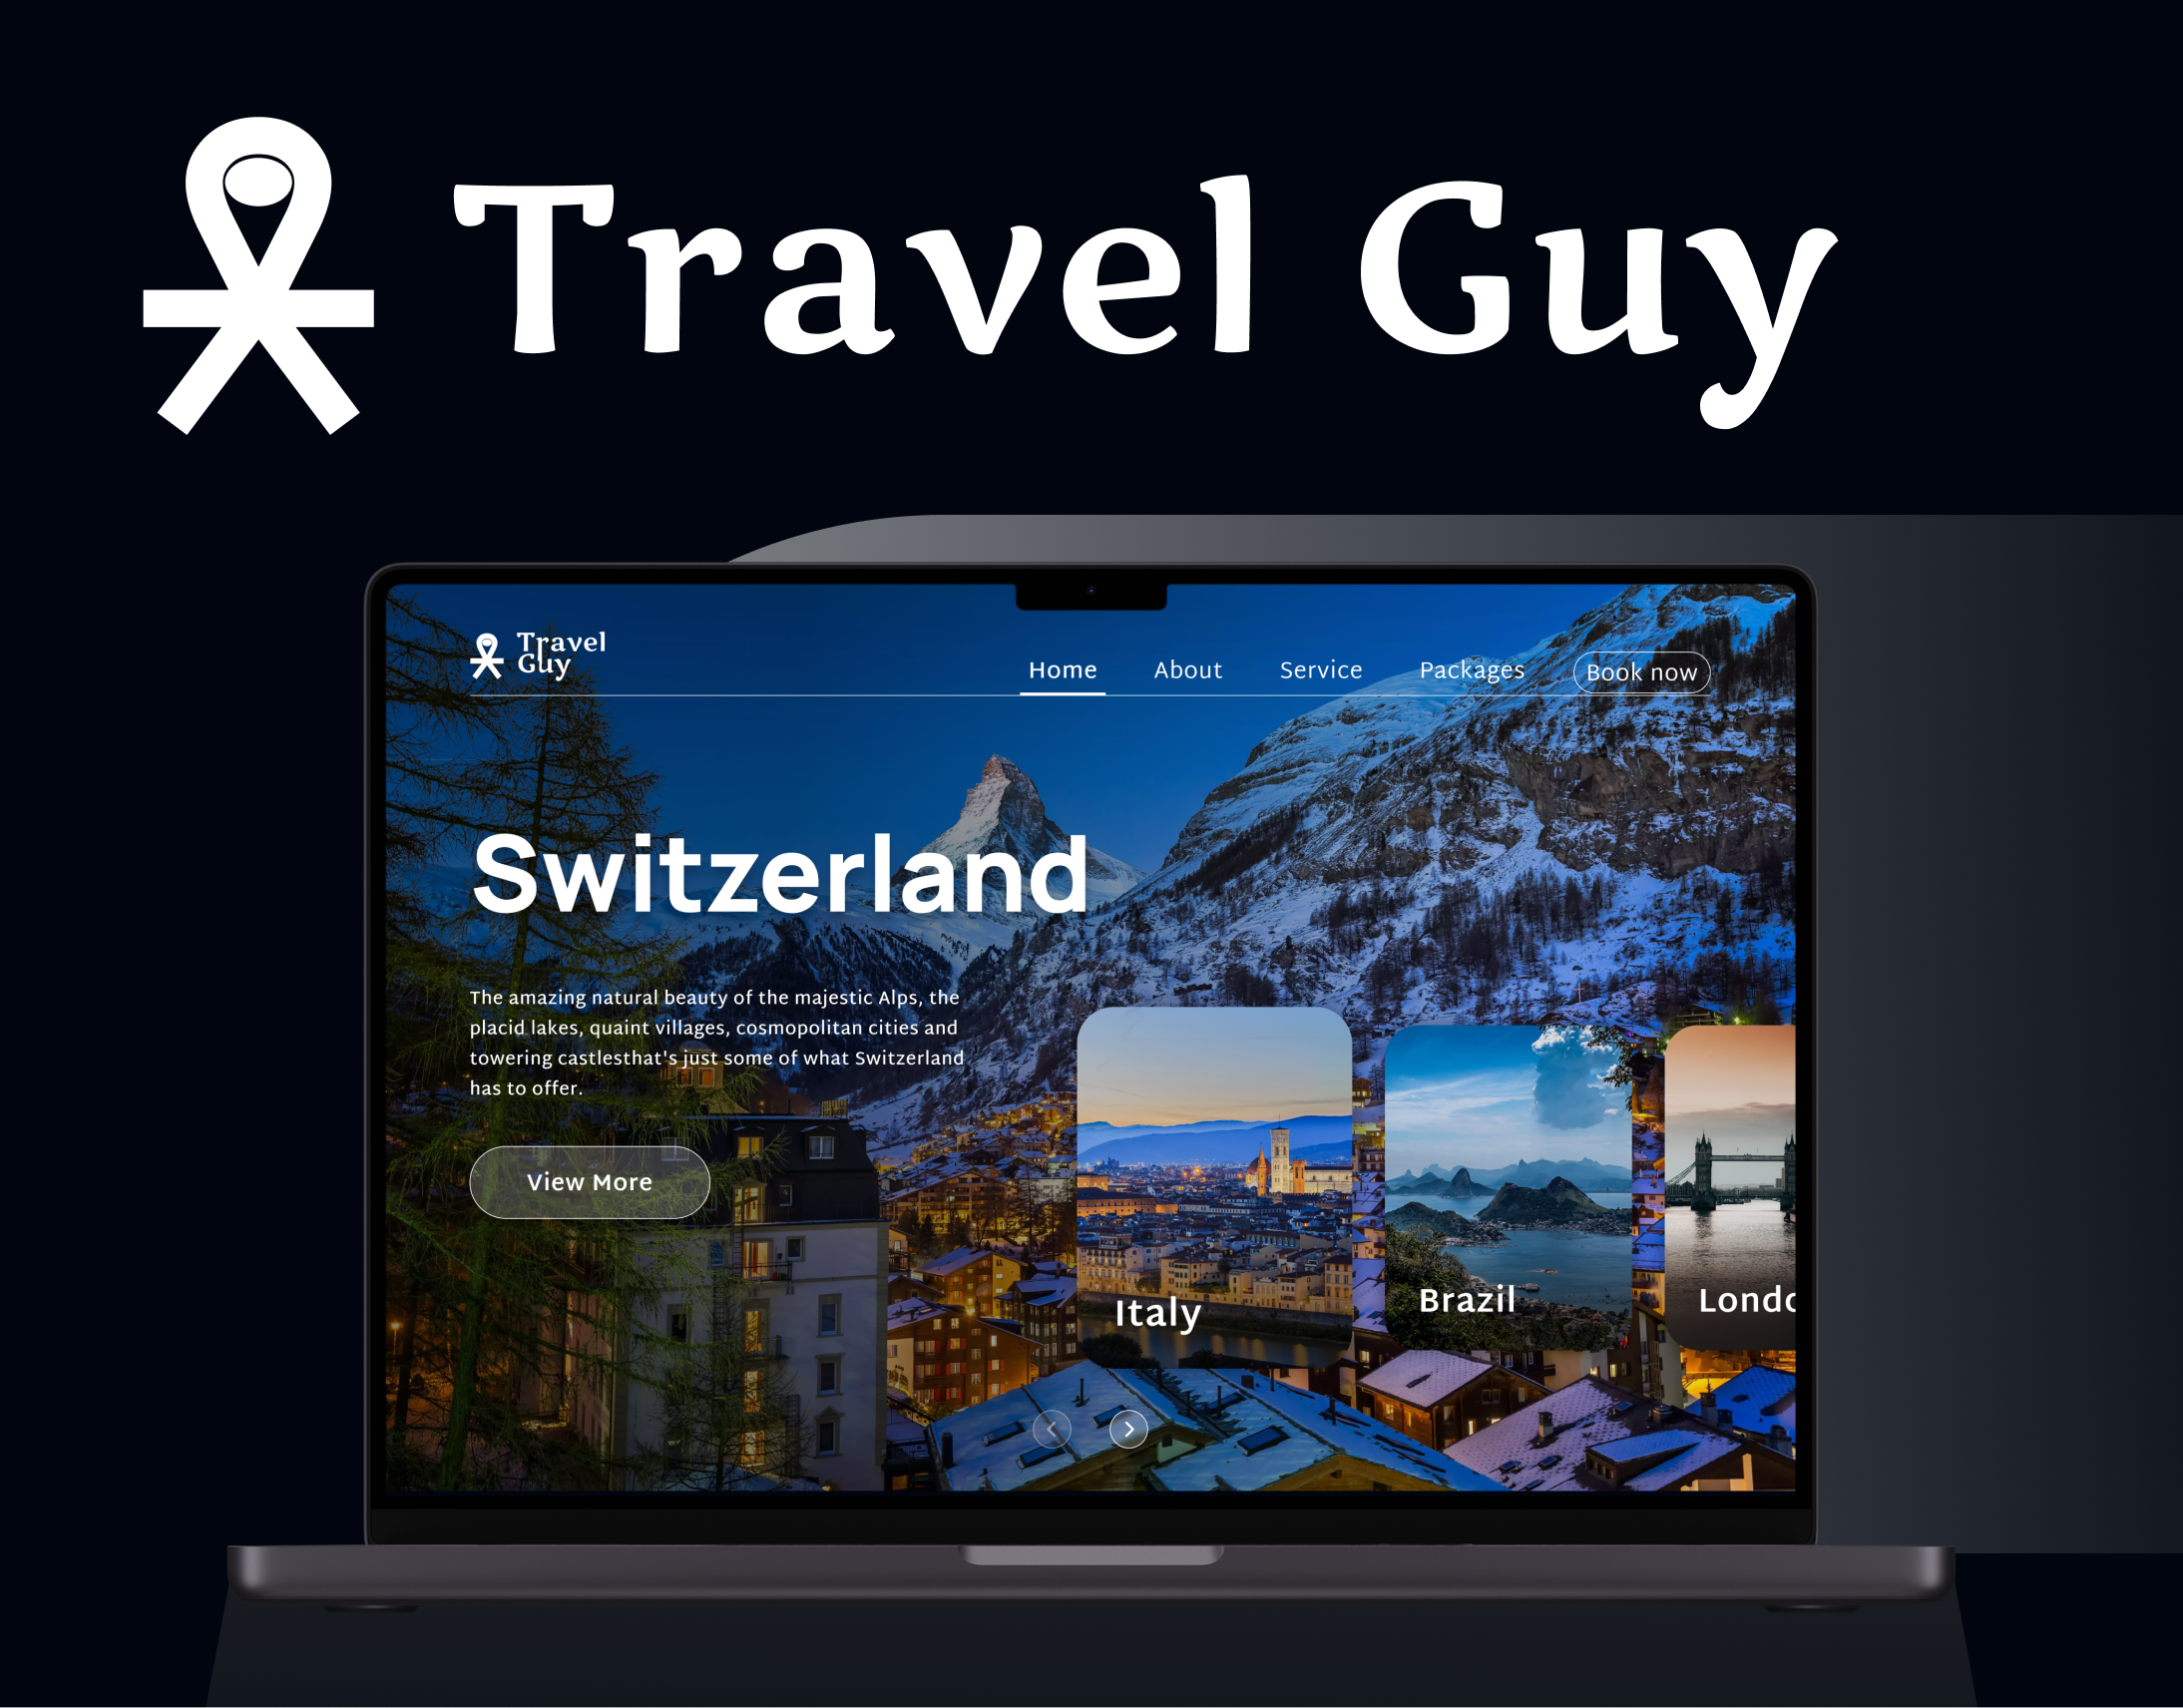 Travel Guy
Travel
Guy
Home About Service Packages Book now
Switzerland
The amazing natural beauty of the majestic Alps, the
placid lakes, quaint villages, cosmopolitan cities and
towering castlesthat's just some of what Switzerland
has to offer.
View More
Italy
Brazil
Londo